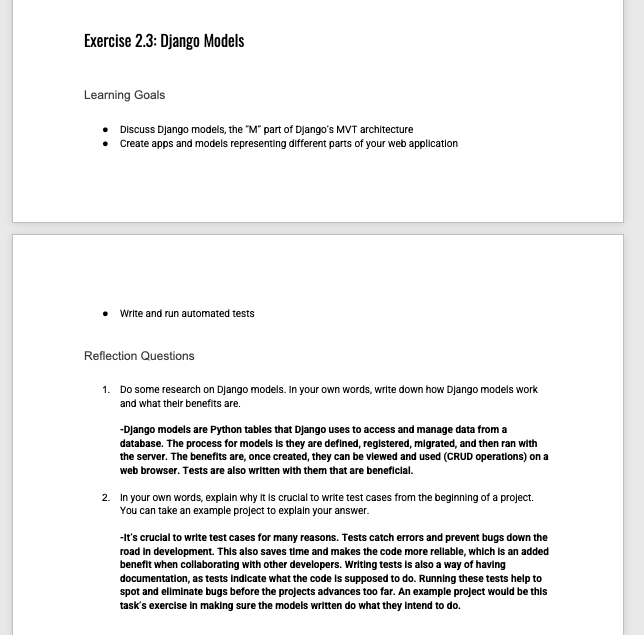 Exercise 2.3: Django Models
Learning Goals
● Discuss Django models, the “M” part of Django’s MVT architecture
● Create apps and models representing different parts of your web application
● Write and run automated tests
Reflection Questions
1. Do some research on Django models. In your own words, write down how Django models work
and what their benefits are.
-Django models are Python tables that Django uses to access and manage data from a
database. The process for models is they are defined, registered, migrated, and then ran with
the server. The benefits are, once created, they can be viewed and used (CRUD operations) on a
web browser. Tests are also written with them that are beneficial.
2. In your own words, explain why it is crucial to write test cases from the beginning of a project.
You can take an example project to explain your answer.
-It’s crucial to write test cases for many reasons. Tests catch errors and prevent bugs down the
road in development. This also saves time and makes the code more reliable, which is an added
benefit when collaborating with other developers. Writing tests is also a way of having
documentation, as tests indicate what the code is supposed to do. Running these tests help to
spot and eliminate bugs before the projects advances too far. An example project would be this
task’s exercise in making sure the models written do what they intend to do.